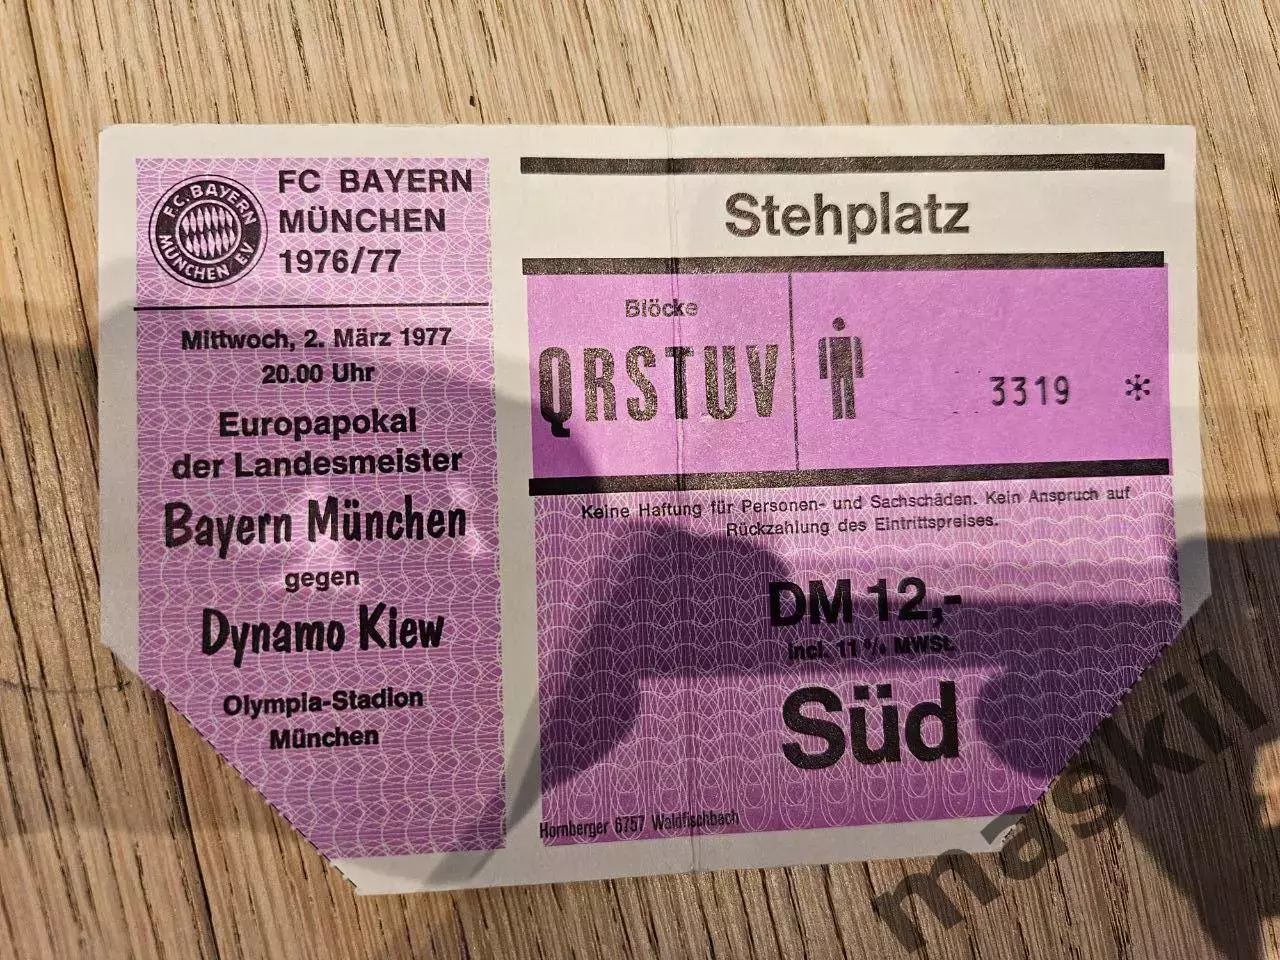 F.C. BAYERN
MÜNCHEN E.V.
FC BAYERN
MÜNCHEN
1976/77
Mittwoch, 2. März 1977
20.00 Uhr
Europapokal
der Landesmeister
Bayern München
gegen
Dynamo Kiew
Olympia-Stadion
München
Stehplatz
Blöcke
QRSTUV
3319 *
Keine Haftung für Personen- und Sachschäden. Kein Anspruch auf
Rückzahlung des Eintrittspreises.
DM 12,-
incl. 11 % MWSt.
Süd
Hornberger 6757 Waldfischbach
maskil